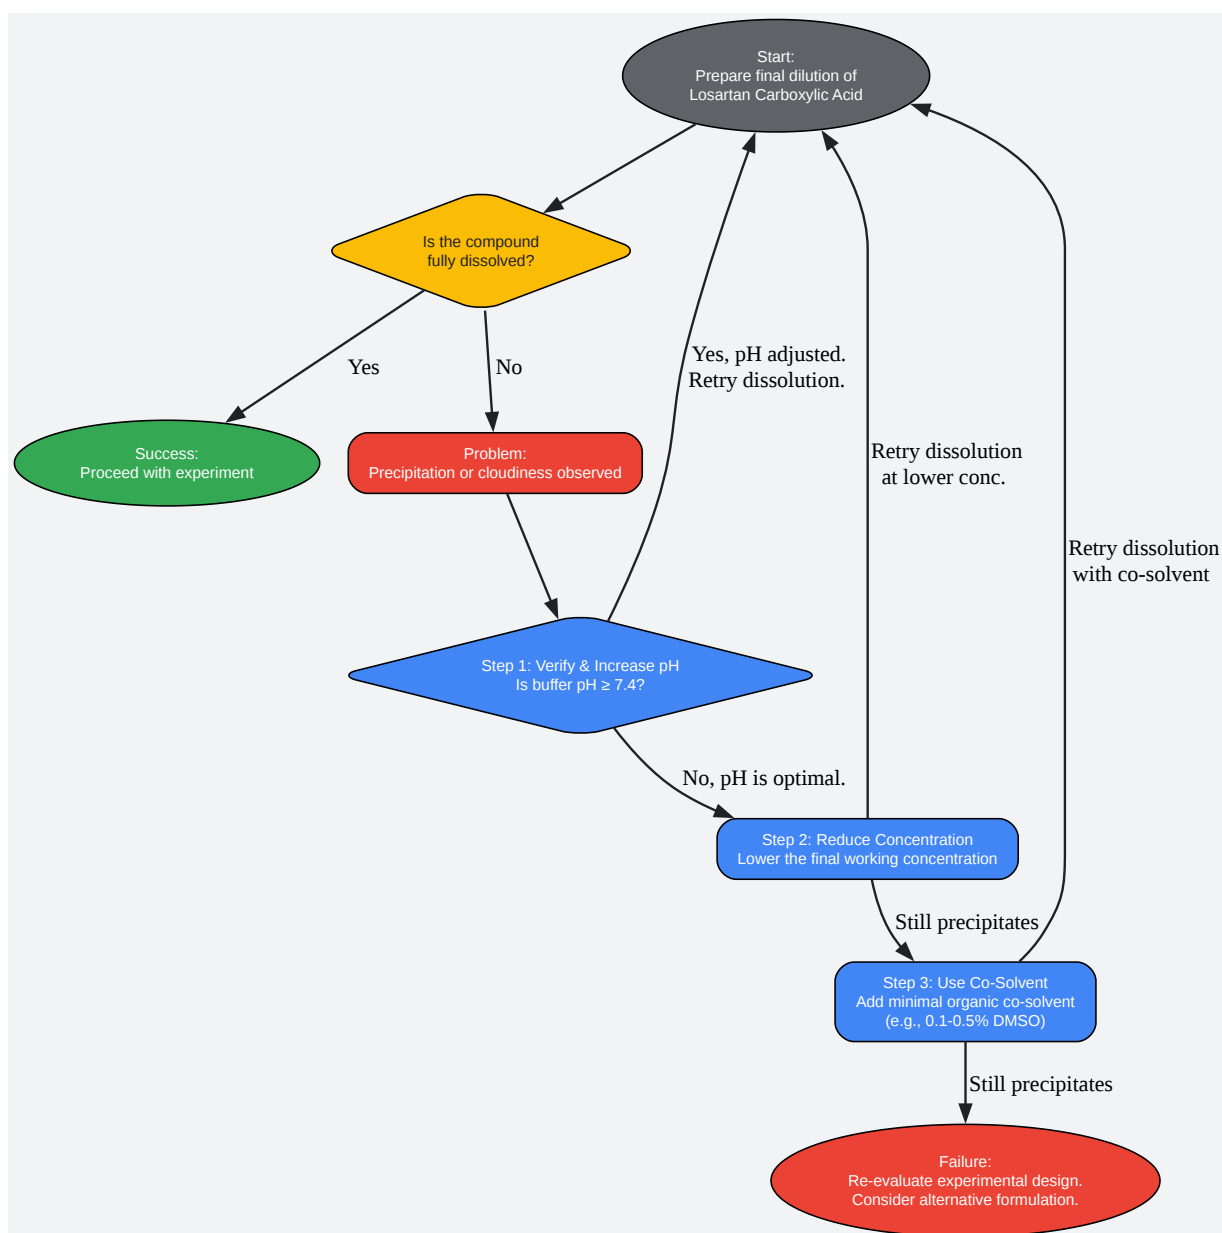 Start:
Prepare final dilution of
Losartan Carboxylic Acid
Is the compound
fully dissolved?
Yes
No
Success:
Proceed with experiment
Problem:
Precipitation or cloudiness observed
Yes, pH adjusted.
Retry dissolution.
Retry dissolution
at lower conc.
Retry dissolution
with co-solvent
Step 1: Verify & Increase pH
Is buffer pH ≥ 7.4?
No, pH is optimal.
Step 2: Reduce Concentration
Lower the final working concentration
Still precipitates
Step 3: Use Co-Solvent
Add minimal organic co-solvent
(e.g., 0.1-0.5% DMSO)
Still precipitates
Failure:
Re-evaluate experimental design.
Consider alternative formulation.